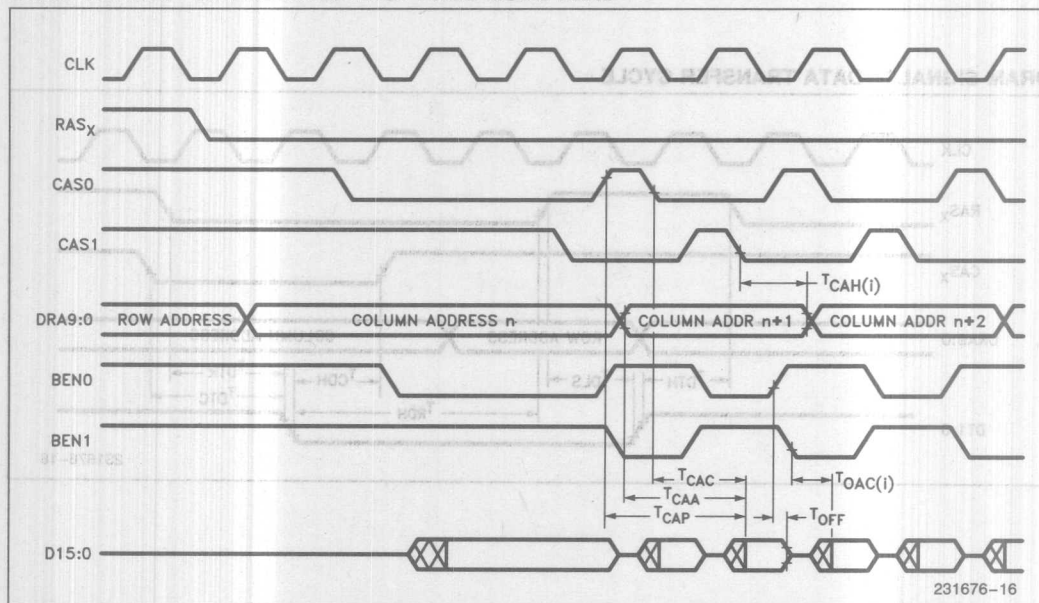 CLK
RASX
CAS0
CAS1
TCAH(i)
DRA9:0 ROW ADDRESS COLUMN ADDRESS n COLUMN ADDR n+1 COLUMN ADDR n+2
BEN0
BEN1
TCAC
TOAC(i)
TCAA
TCAP
TOFF
D15:0
231676-16